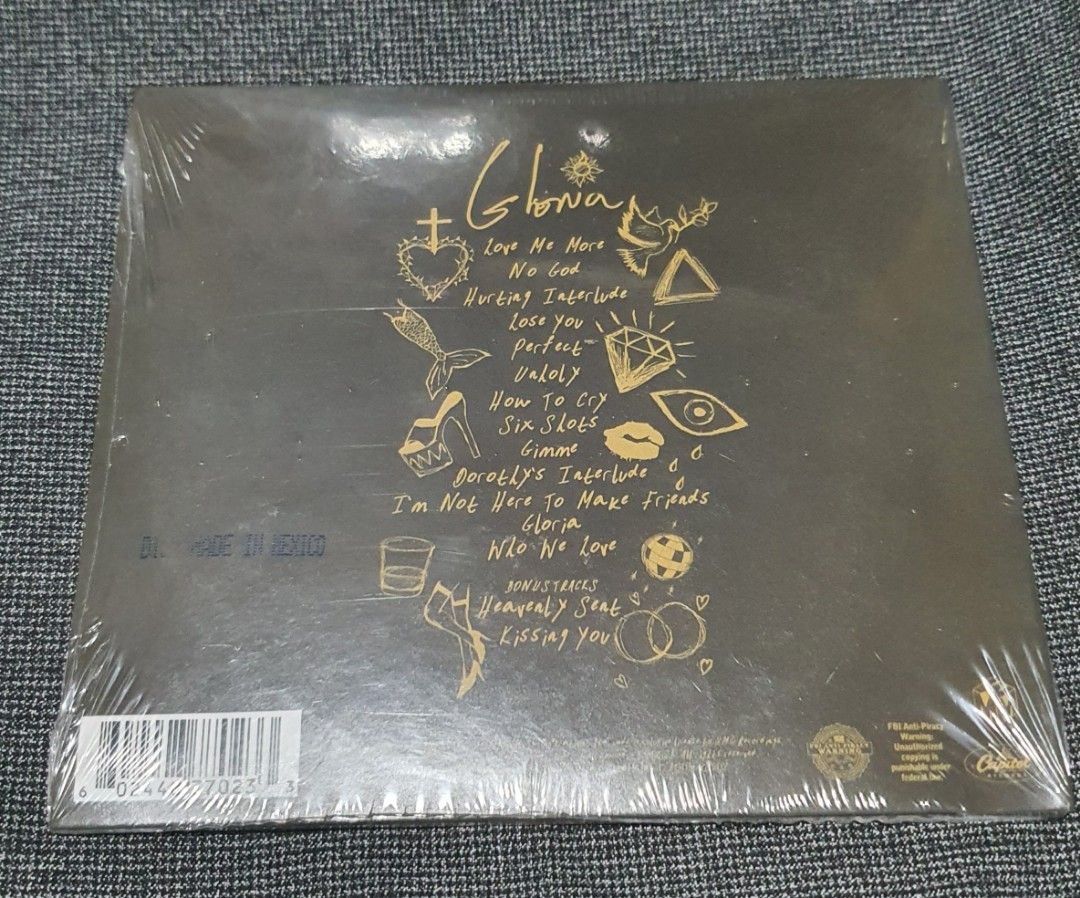 Gloria
Love Me More
No God
Hurting Interlude
Lose You
Perfect
Unholy
How To Cry
Six Shots
Gimme
Dorothy's Interlude
I'm Not Here To Make Friends
Gloria
Who We Love
BONUS TRACKS
Heavenly Sent
Kissing You
MADE IN MEXICO
FBI Anti-Piracy
Warning:
Unauthorized
copying is
punishable under
federal law.
Capitol